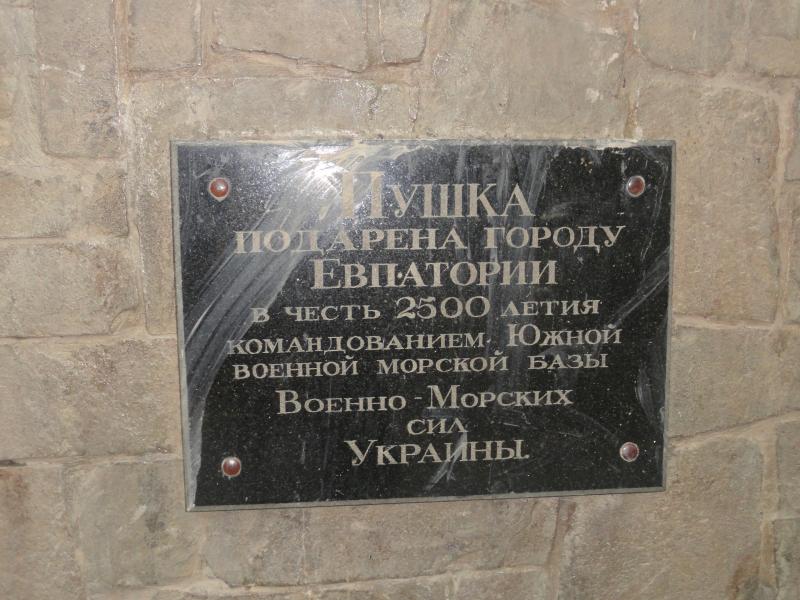 Пушка
подарена городу
Евпатории
в честь 2500 летия
командованием Южной
военной морской базы
Военно-Морских
сил
Украины.